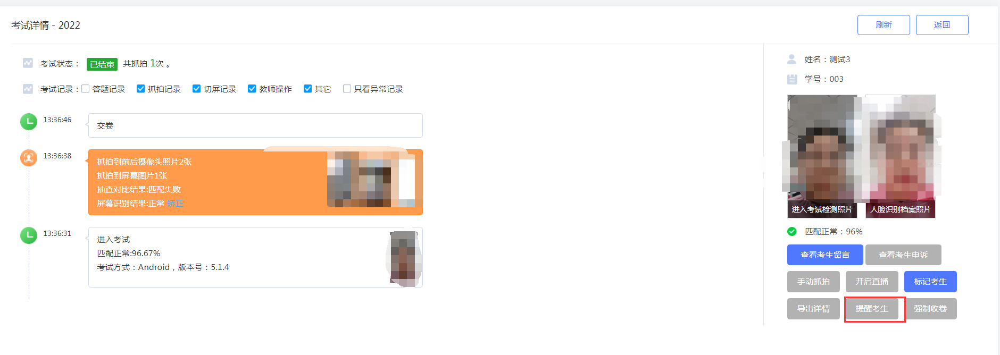 考试详情 - 2022
刷新
返回
考试状态： 已结束 共抓拍 1次 。
考试记录： 答题记录 抓拍记录 切屏记录 教师操作 其它 只看异常记录
13:36:46
交卷
13:36:38
抓拍到前后摄像头照片2张
抓拍到屏幕图片1张
抽查对比结果:匹配失败
屏幕识别结果:正常 矫正
13:36:31
进入考试
匹配正常:96.67%
考试方式：Android，版本号：5.1.4
姓名：测试3
学号：003
进入考试检测照片
人脸识别档案照片
匹配正常：96%
查看考生留言
查看考生申诉
手动抓拍
开启直播
标记考生
导出详情
提醒考生
强制收卷